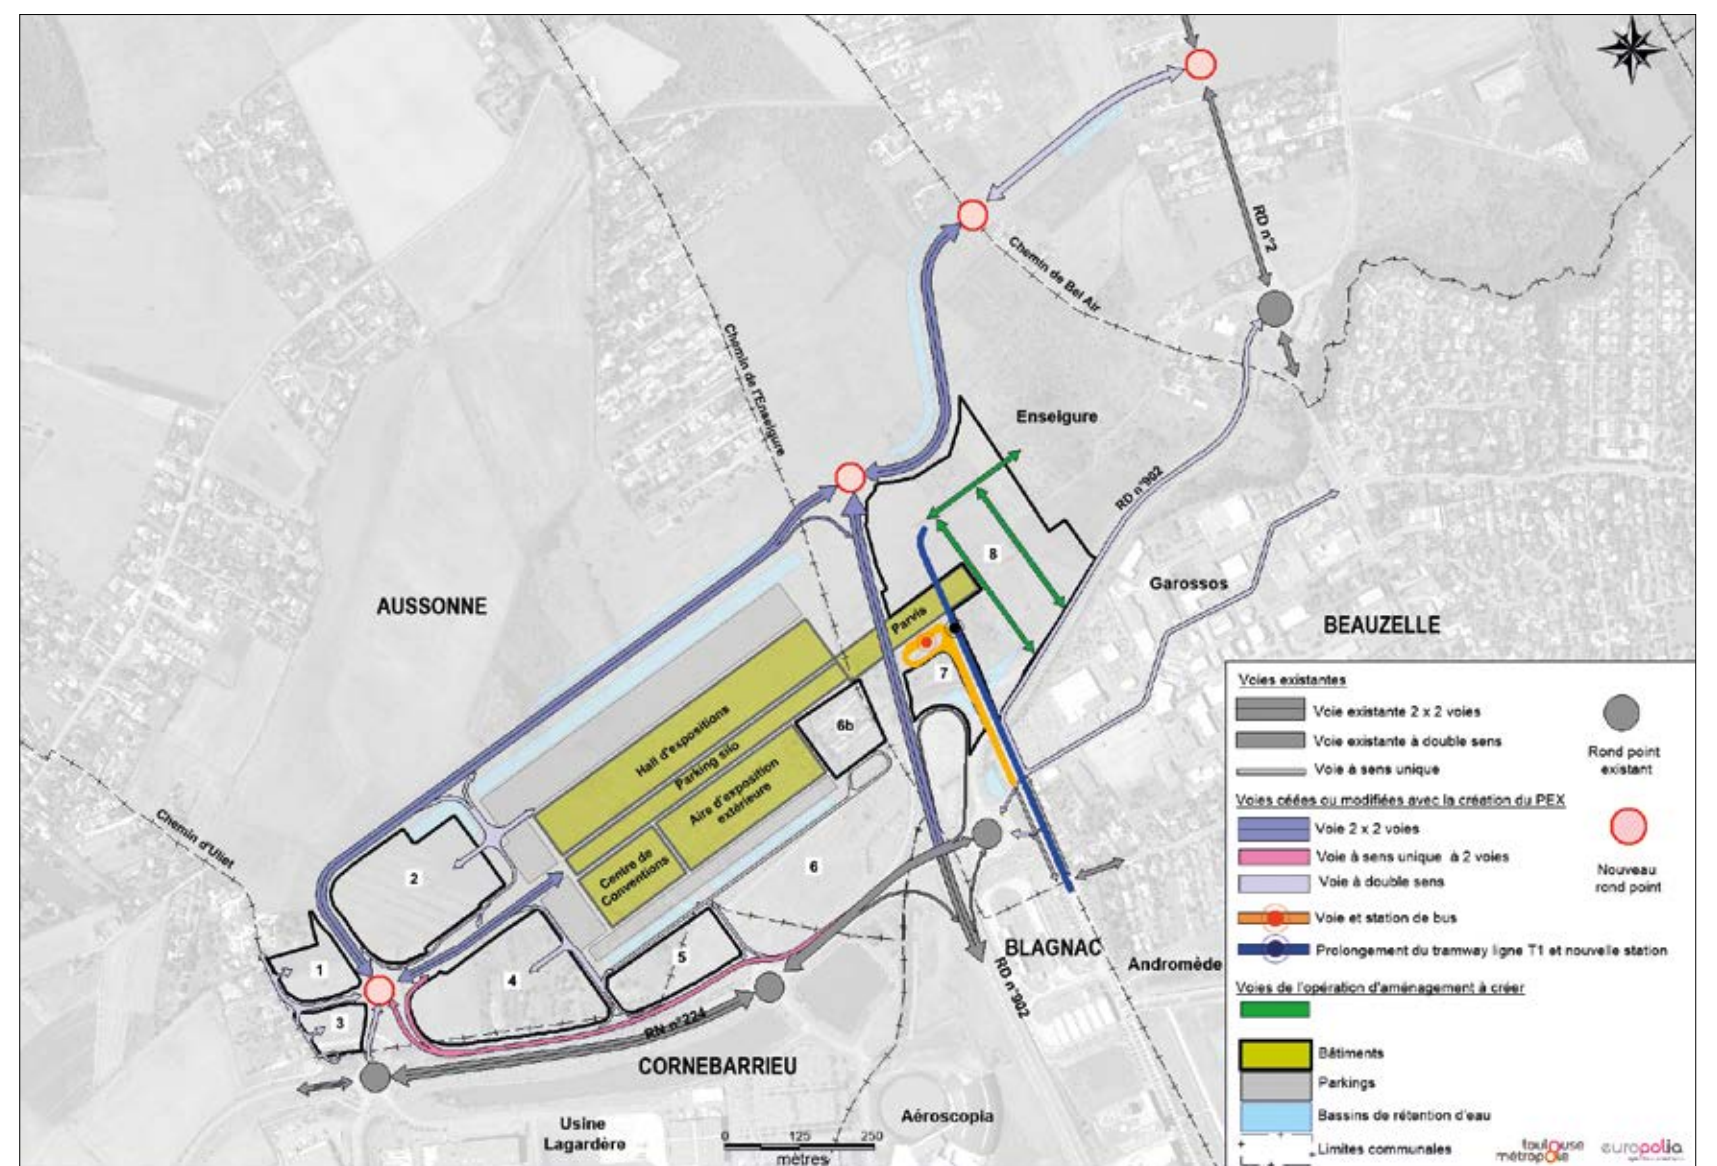 RD n°2
Chemin de Bel Air
Chemin de l'Enseigure
Enseigure
RD n°902
8
Garossos
AUSSONNE
BEAUZELLE
Parvis
7
Hall d'expositions
6b
Parking silo
Aire d'exposition
extérieure
Chemin d'Uliet
2
Centre de
Conventions
6
1
4
5
BLAGNAC
Andromède
RD n°902
3
RN n°224
CORNEBARRIEU
Usine
Lagardère
Aéroscopia
0 125 250
mètres
Voies existantes
Voie existante 2 x 2 voies
Voie existante à double sens
Voie à sens unique
Rond point
existant
Voies céées ou modifiées avec la création du PEX
Voie 2 x 2 voies
Voie à sens unique à 2 voies
Voie à double sens
Nouveau
rond point
Voie et station de bus
Prolongement du tramway ligne T1 et nouvelle station
Voies de l'opération d'aménagement à créer
Bâtiments
Parkings
Bassins de rétention d'eau
Limites communales
toulouse
métropole
europolia